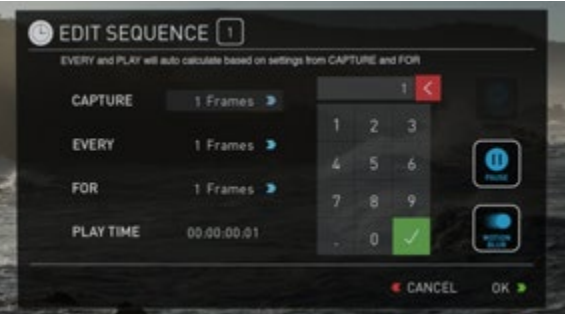 EDIT SEQUENCE 1
EVERY and PLAY will auto calculate based on settings from CAPTURE and FOR
CAPTURE 1 Frames
EVERY 1 Frames
FOR 1 Frames
PLAY TIME 00:00:00:01
1
1 2 3
4 5 6
7 8 9
. 0
PAUSE
MOTION
BLUR
CANCEL OK